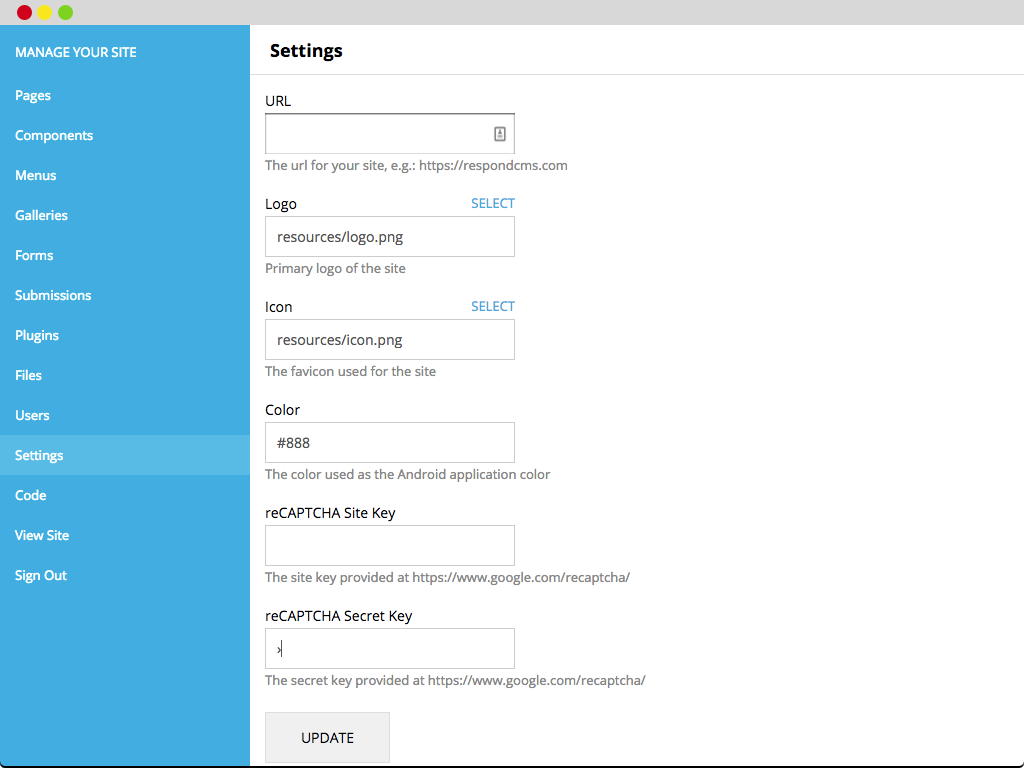 MANAGE YOUR SITE
Pages
Components
Menus
Galleries
Forms
Submissions
Plugins
Files
Users
Settings
Code
View Site
Sign Out
Settings
URL
The url for your site, e.g.: https://respondcms.com
Logo SELECT
resources/logo.png
Primary logo of the site
Icon SELECT
resources/icon.png
The favicon used for the site
Color
#888
The color used as the Android application color
reCAPTCHA Site Key
The site key provided at https://www.google.com/recaptcha/
reCAPTCHA Secret Key
›
The secret key provided at https://www.google.com/recaptcha/
UPDATE